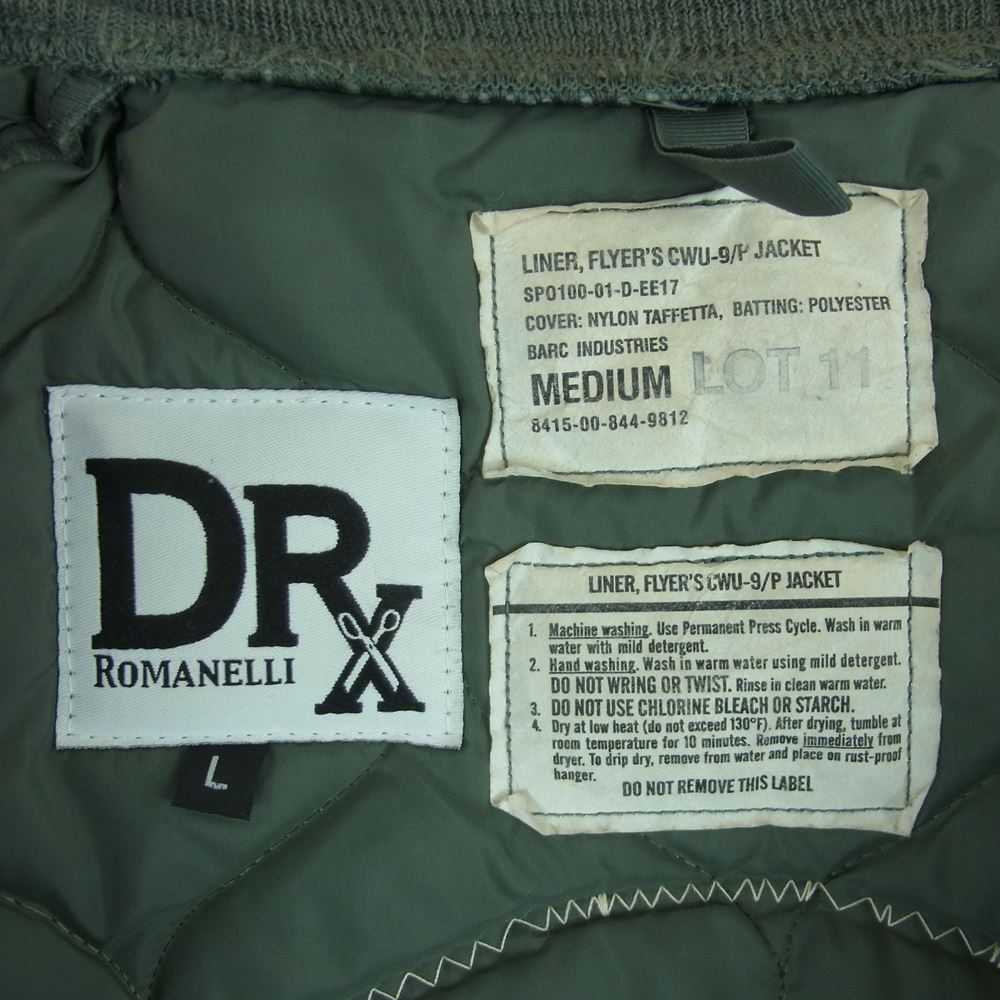 LINER, FLYER'S CWU-9/P JACKET
SPO100-01-D-EE17
COVER: NYLON TAFFETTA, BATTING: POLYESTER
BARC INDUSTRIES
MEDIUM LOT 11
8415-00-844-9812
DRX
ROMANELLI
L
LINER, FLYER'S CWU-9/P JACKET
1. Machine washing. Use Permanent Press Cycle. Wash in warm
water with mild detergent.
2. Hand washing. Wash in warm water using mild detergent.
DO NOT WRING OR TWIST. Rinse in clean warm water.
3. DO NOT USE CHLORINE BLEACH OR STARCH.
4. Dry at low heat (do not exceed 130°F). After drying, tumble at
room temperature for 10 minutes. Remove immediately from
dryer. To drip dry, remove from water and place on rust-proof
hanger.
DO NOT REMOVE THIS LABEL